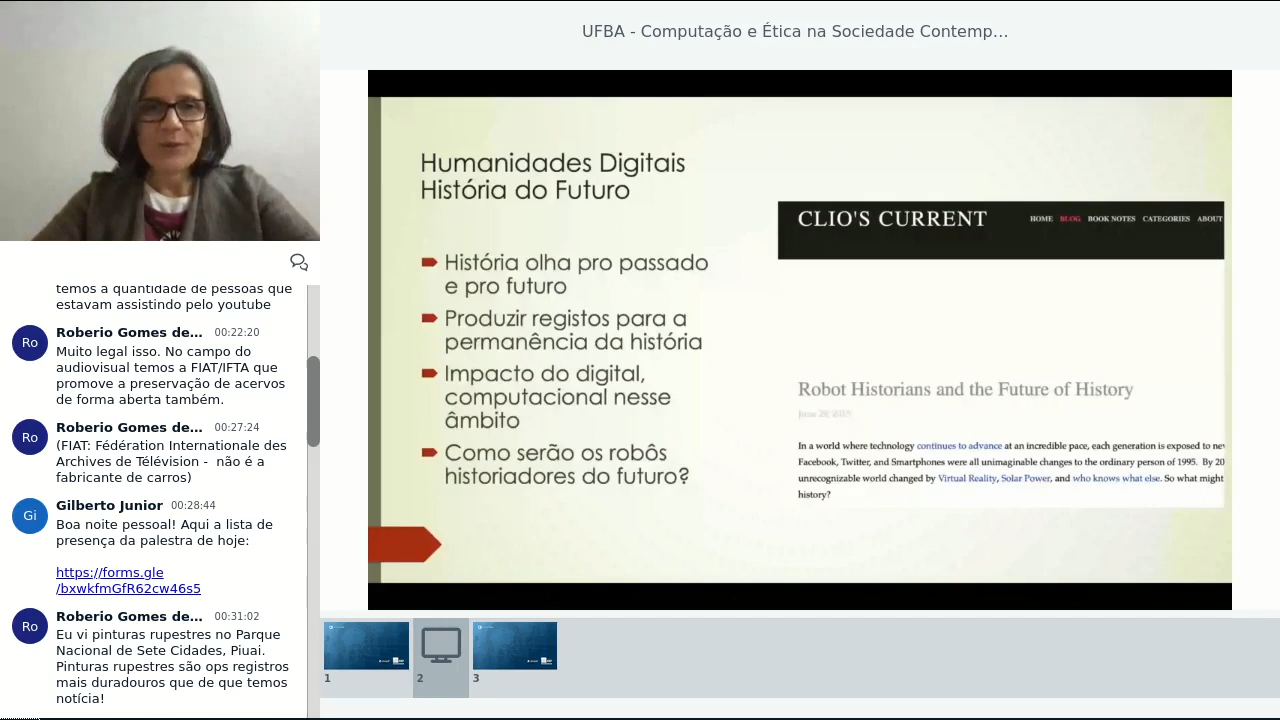 UFBA - Computação e Ética na Sociedade Contemp…
temos a quantidade de pessoas que
estavam assistindo pelo youtube
Ro
Roberio Gomes de… 00:22:20
Muito legal isso. No campo do
audiovisual temos a FIAT/IFTA que
promove a preservação de acervos
de forma aberta também.
Ro
Roberio Gomes de… 00:27:24
(FIAT: Fédération Internationale des
Archives de Télévision - não é a
fabricante de carros)
Gi
Gilberto Junior 00:28:44
Boa noite pessoal! Aqui a lista de
presença da palestra de hoje:
https://forms.gle
/bxwkfmGfR62cw46s5
Ro
Roberio Gomes de… 00:31:02
Eu vi pinturas rupestres no Parque
Nacional de Sete Cidades, Piuai.
Pinturas rupestres são ops registros
mais duradouros que de que temos
notícia!
Humanidades Digitais
História do Futuro
História olha pro passado
e pro futuro
Produzir registos para a
permanência da história
Impacto do digital,
computacional nesse
âmbito
Como serão os robôs
historiadores do futuro?
CLIO'S CURRENT
HOME BLOG BOOK NOTES CATEGORIES ABOUT
Robot Historians and the Future of History
In a world where technology continues to advance at an incredible pace, each generation is exposed to
Facebook, Twitter, and Smartphones were all unimaginable changes to the ordinary person of 1995. By 20
unrecognizable world changed by Virtual Reality, Solar Power, and who knows what else. So what might
history?
1
2
3